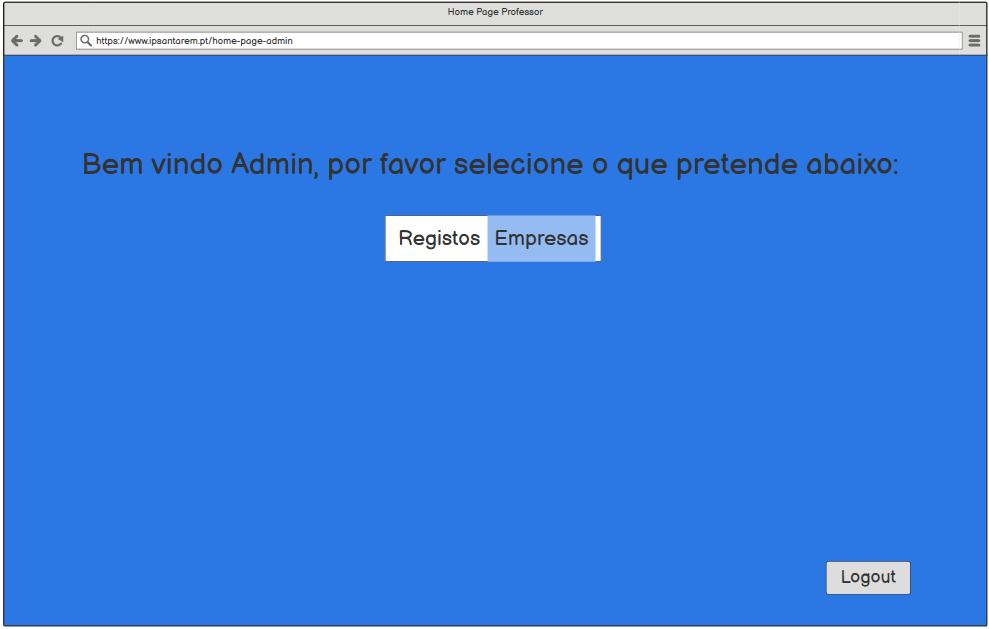 Home Page Professor
https://www.ipsantarem.pt/home-page-admin
Bem vindo Admin, por favor selecione o que pretende abaixo:
Registos Empresas
Logout